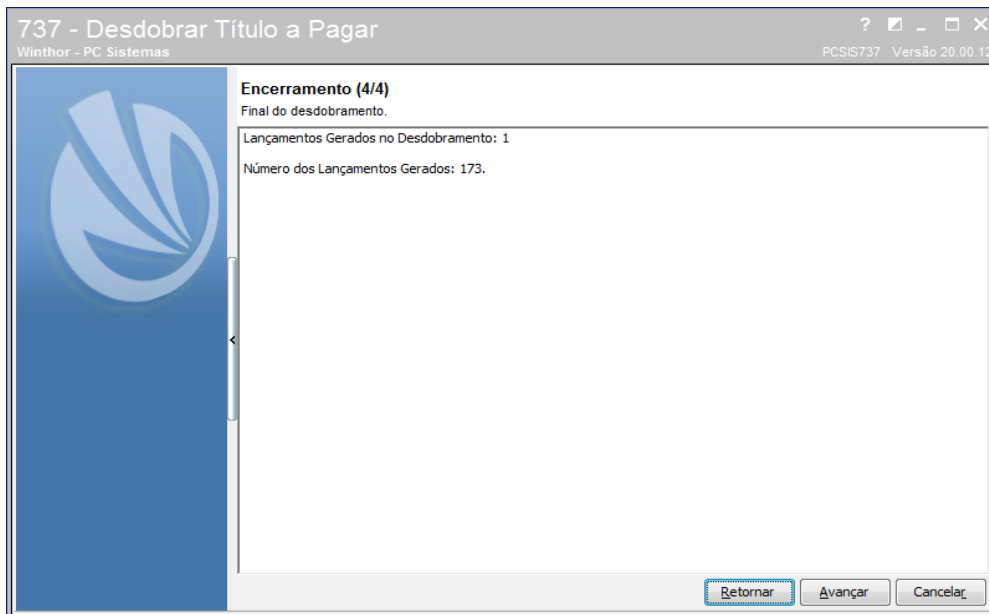 737 - Desdobrar Título a Pagar
Winthor - PC Sistemas
PCSIS737 Versão 20.00.12
Encerramento (4/4)
Final do desdobramento.
Lançamentos Gerados no Desdobramento: 1
Número dos Lançamentos Gerados: 173.
Retornar
Avançar
Cancelar